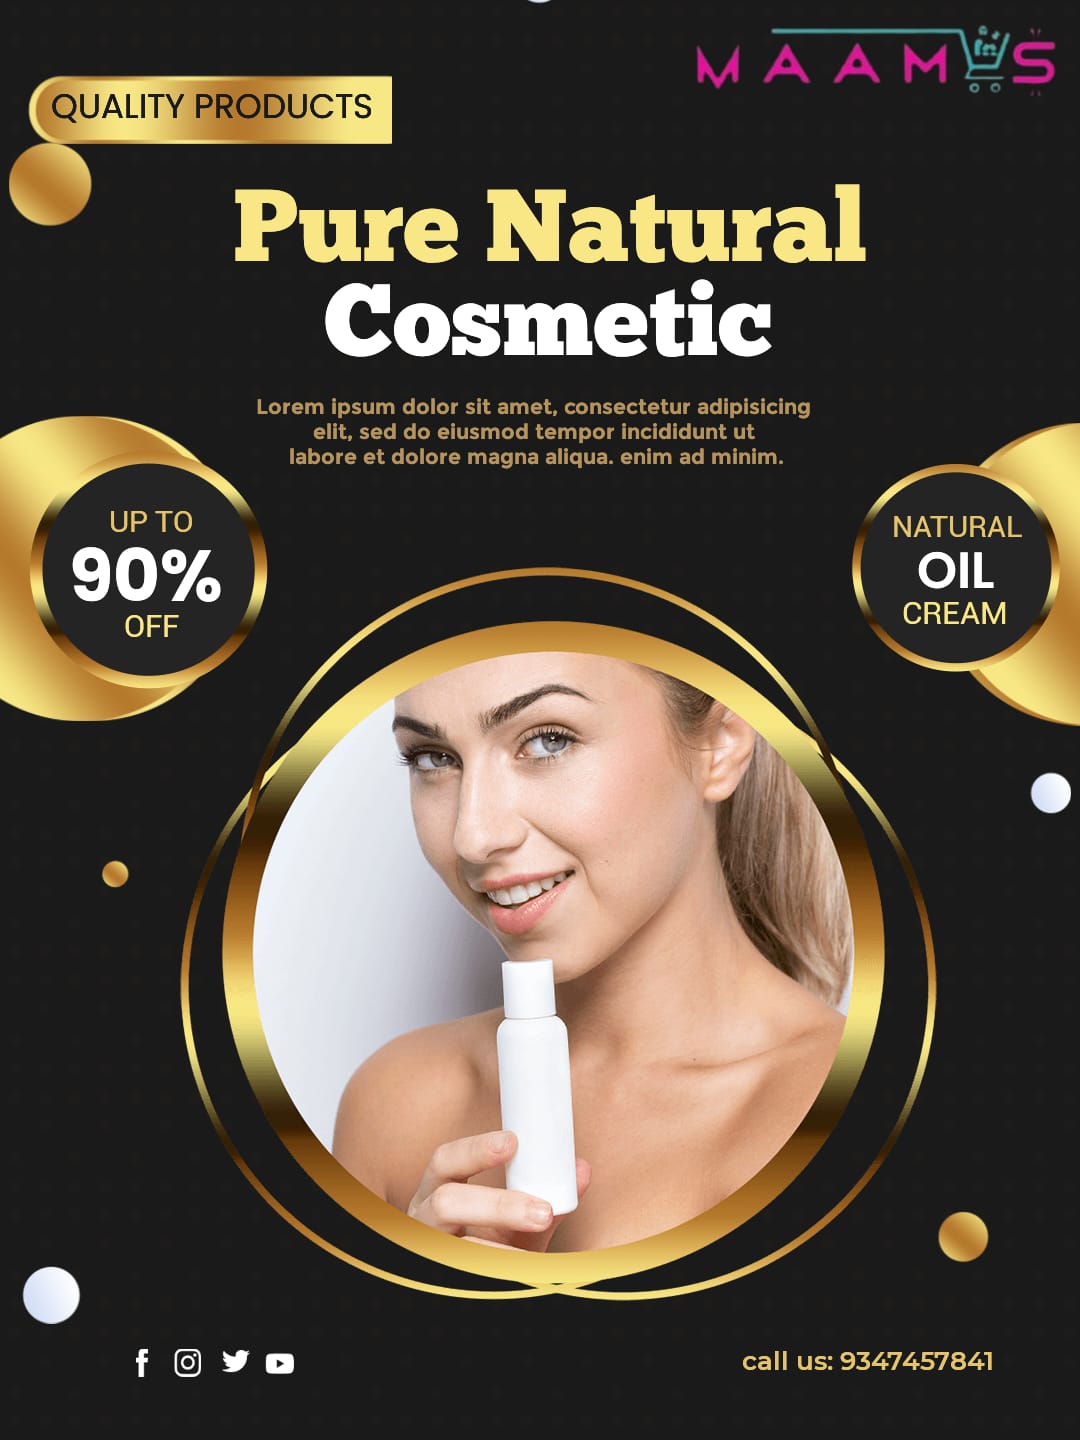 MAAMIS
QUALITY PRODUCTS
Pure Natural
Cosmetic
Lorem ipsum dolor sit amet, consectetur adipisicing
elit, sed do eiusmod tempor incididunt ut
labore et dolore magna aliqua. enim ad minim.
UP TO
90%
OFF
NATURAL
OIL
CREAM
call us: 9347457841